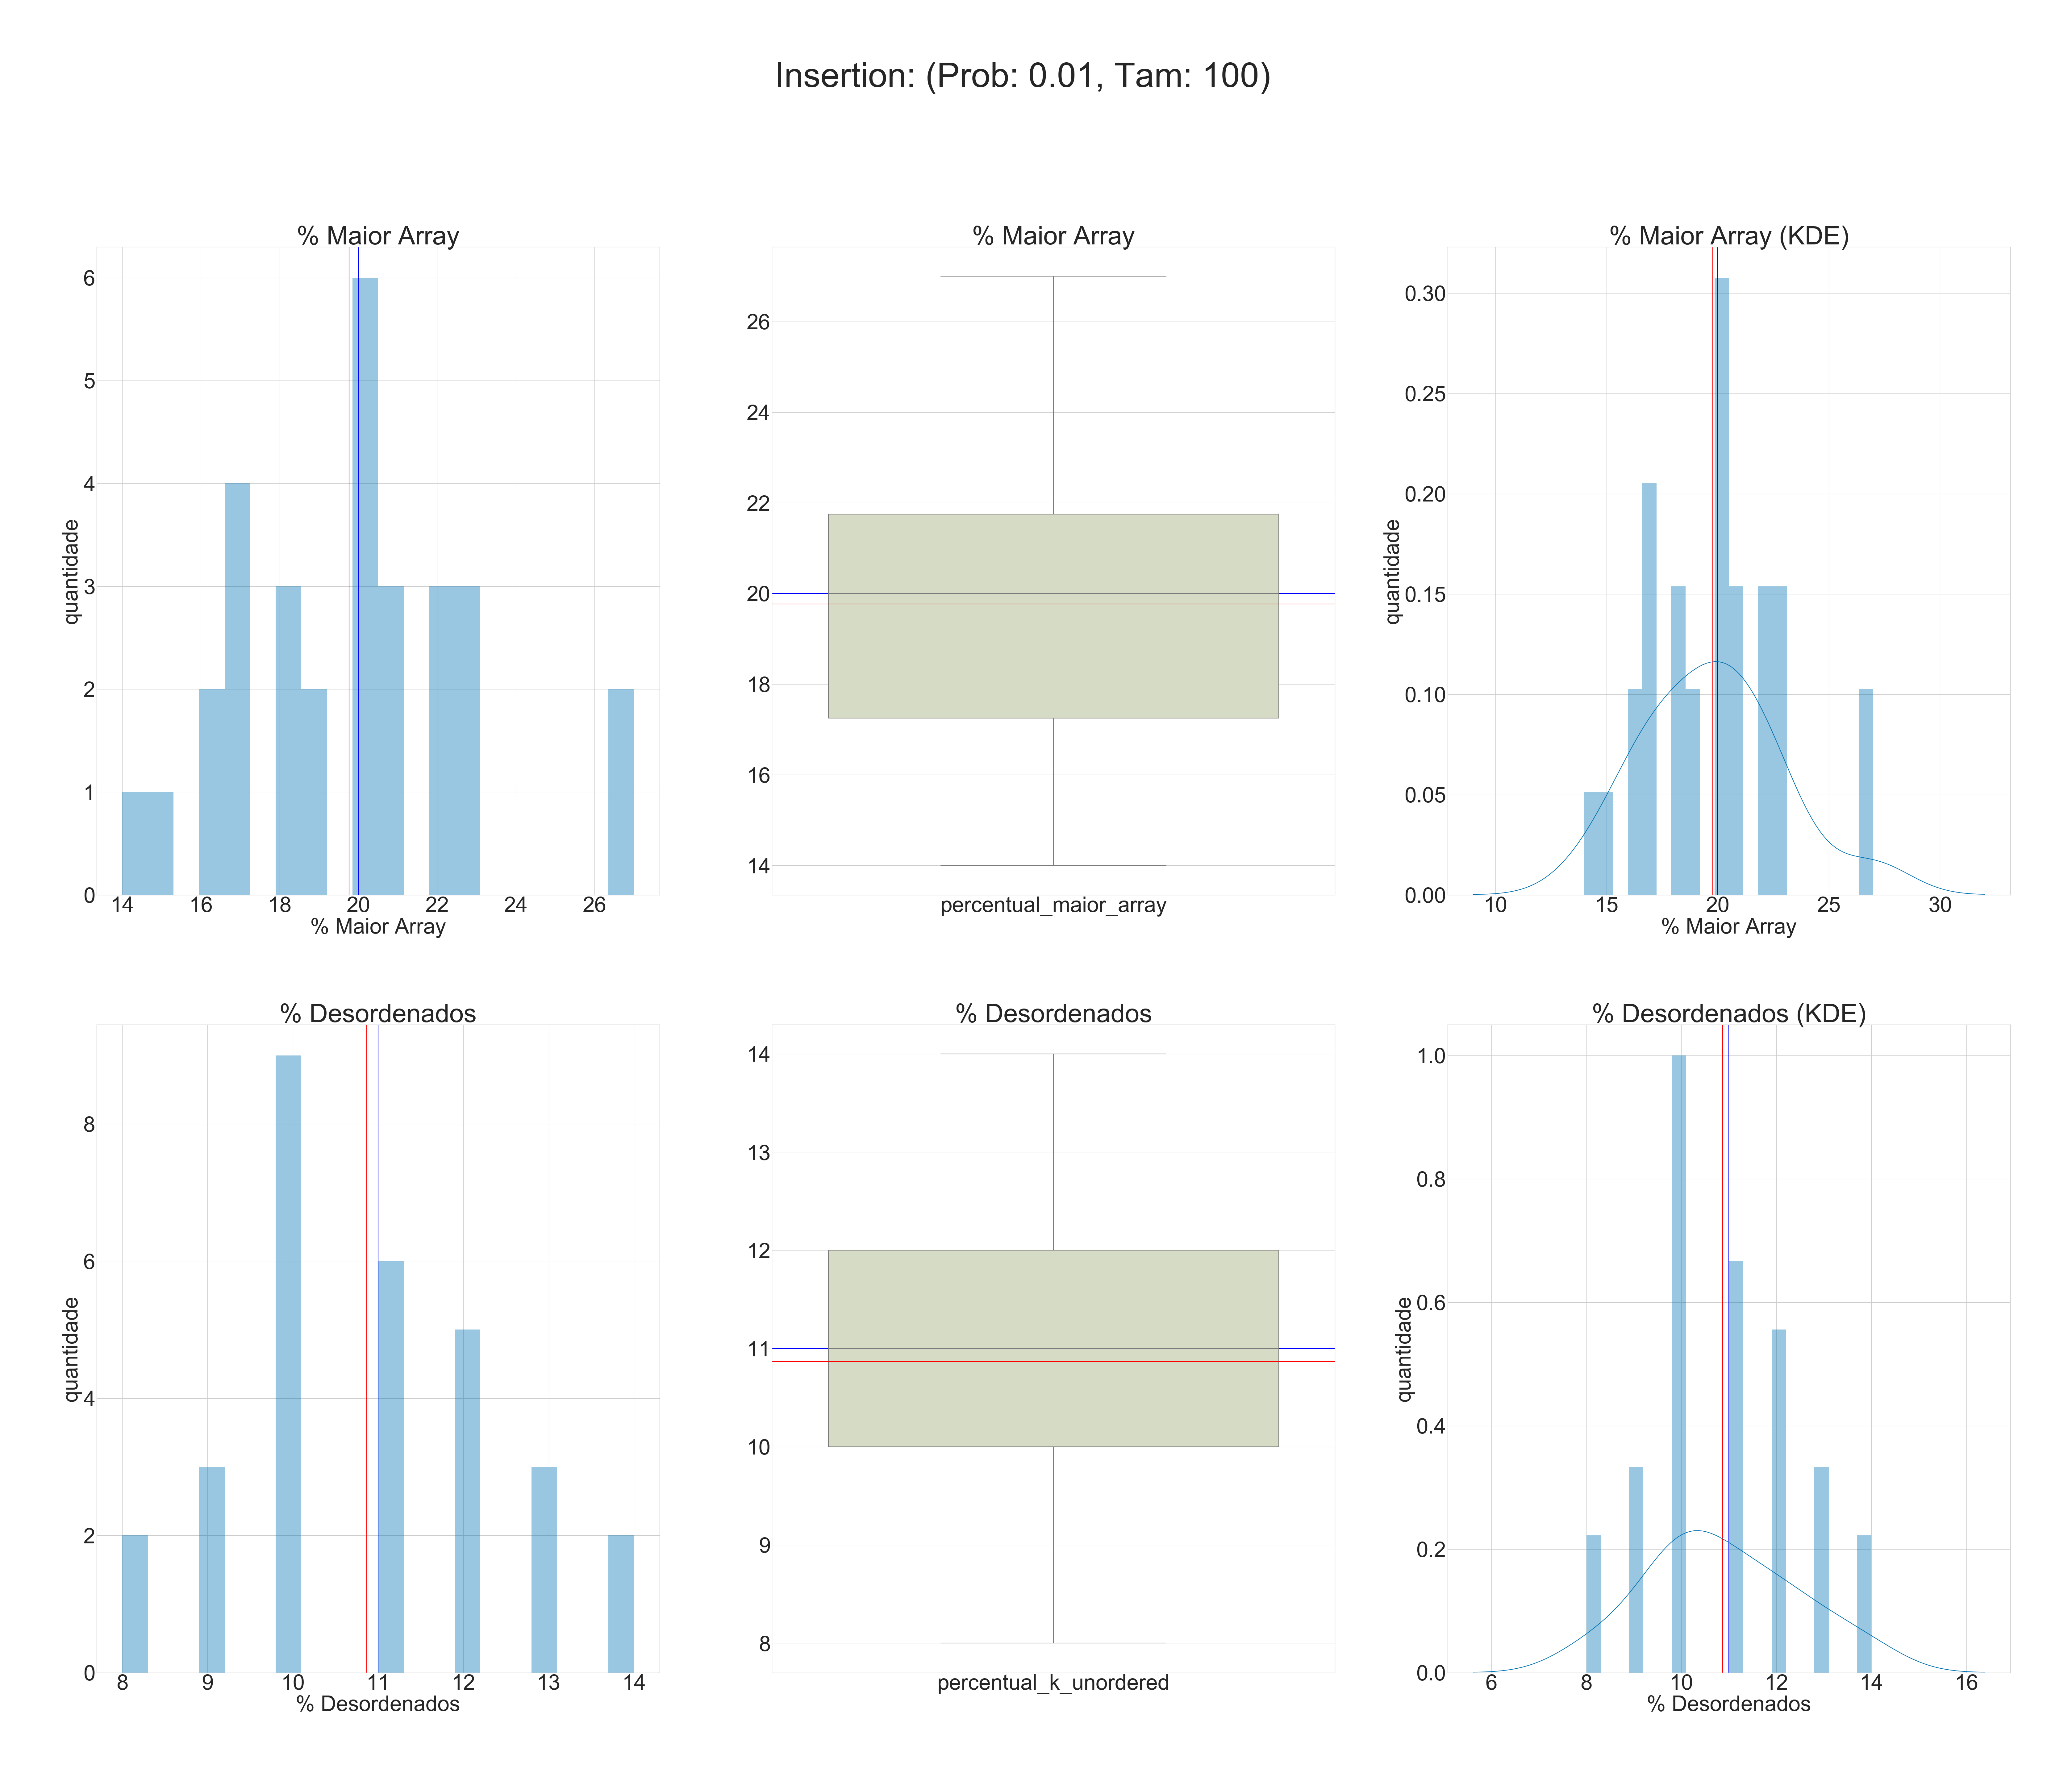 Insertion: (Prob: 0.01, Tam: 100)
% Maior Array
6
5
4
3
2
1
0
quantidade
14 16 18 20 22 24 26
% Maior Array
% Maior Array
26
24
22
20
18
16
14
percentual_maior_array
% Maior Array (KDE)
0.30
0.25
0.20
0.15
0.10
0.05
0.00
quantidade
10 15 20 25 30
% Maior Array
% Desordenados
8
6
4
2
0
quantidade
8 9 10 11 12 13 14
% Desordenados
% Desordenados
14
13
12
11
10
9
8
percentual_k_unordered
% Desordenados (KDE)
1.0
0.8
0.6
0.4
0.2
0.0
quantidade
6 8 10 12 14 16
% Desordenados